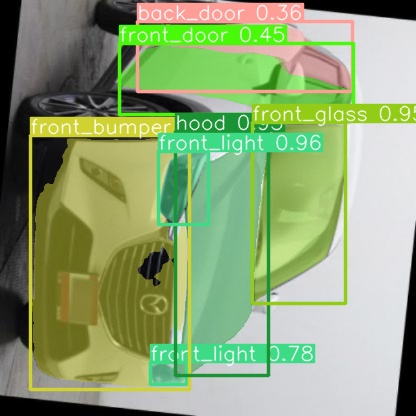 back_door 0.36
front_door 0.45
front_glass 0.95
front_bumper
hood 0.93
front_light 0.96
front_light 0.78